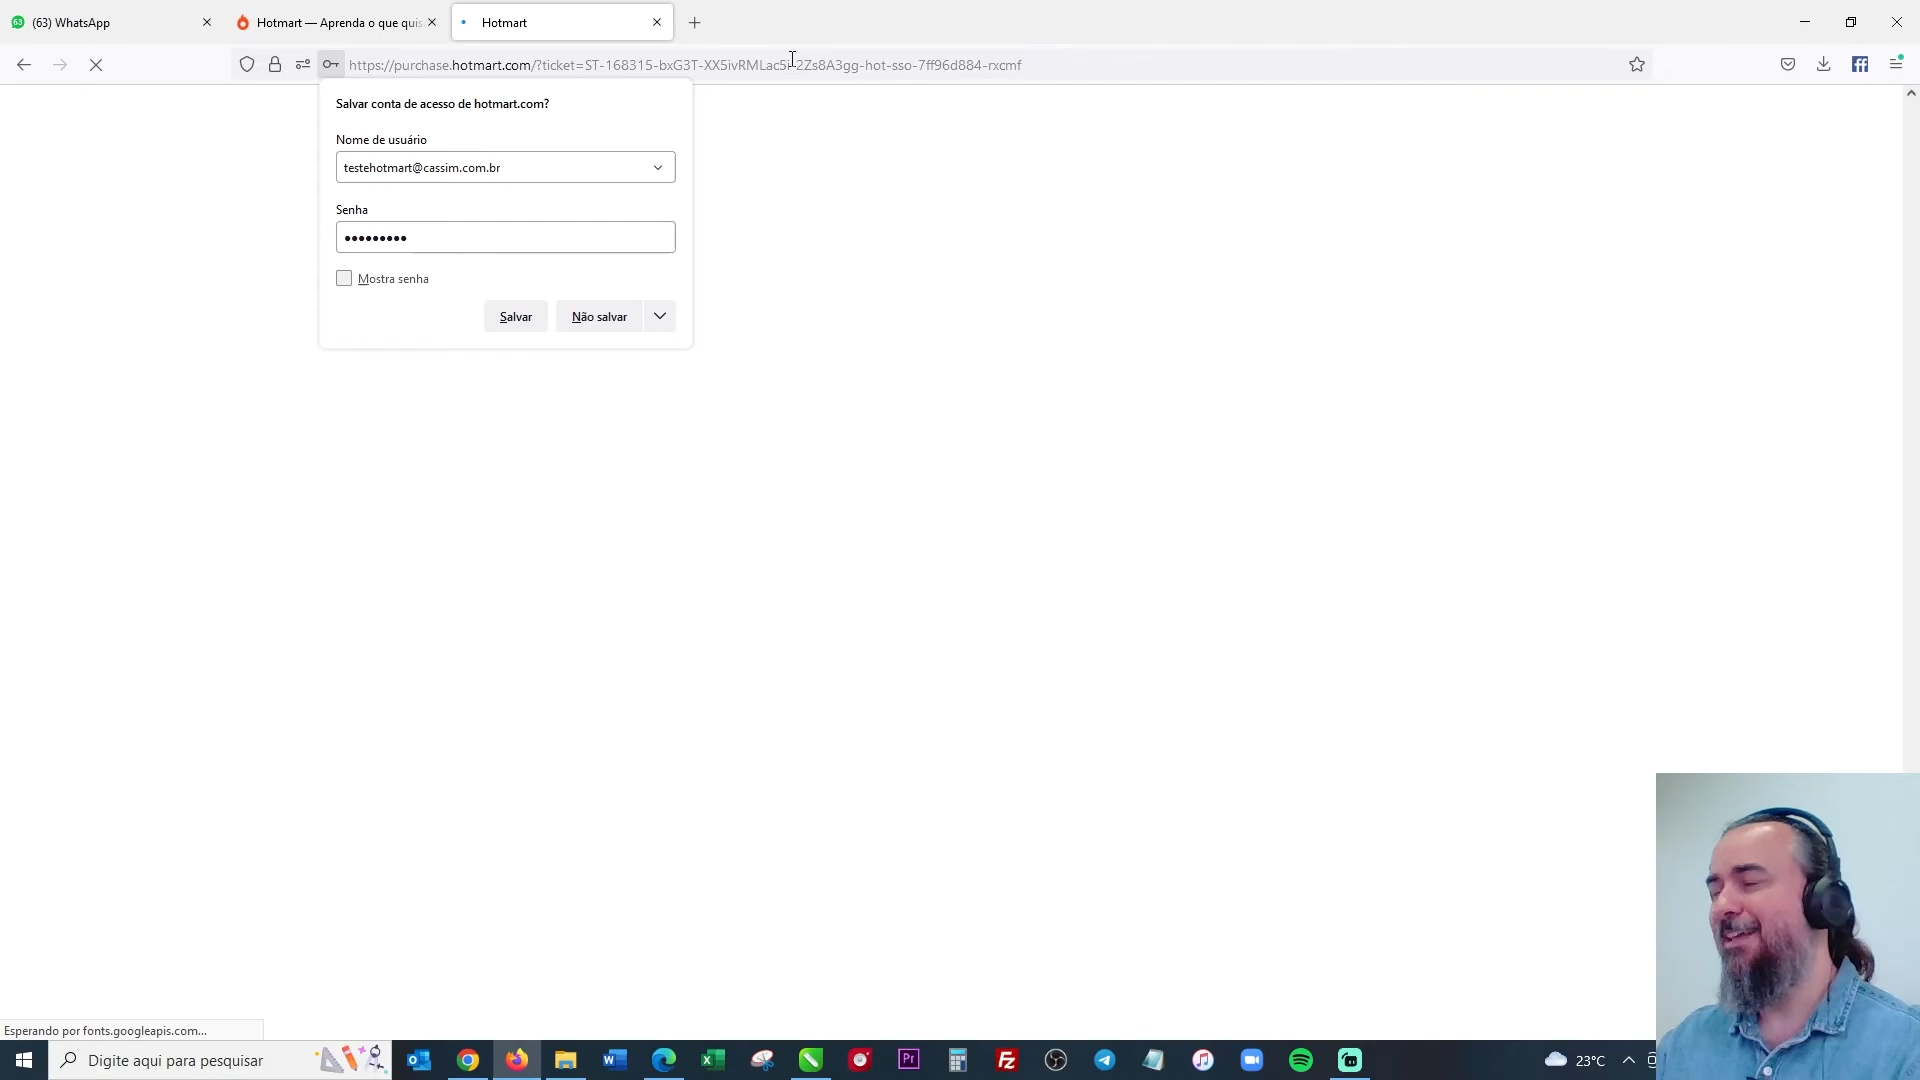 (63) WhatsApp
Hotmart — Aprenda o que quis
Hotmart
https://purchase.hotmart.com/?ticket=ST-168315-bxG3T-XX5ivRMLac5 2Zs8A3gg-hot-sso-7ff96d884-rxcmf
Salvar conta de acesso de hotmart.com?
Nome de usuário
testehotmart@cassim.com.br
Senha
•••••••••
Mostra senha
Salvar
Não salvar
Esperando por fonts.googleapis.com...
Digite aqui para pesquisar
23°C